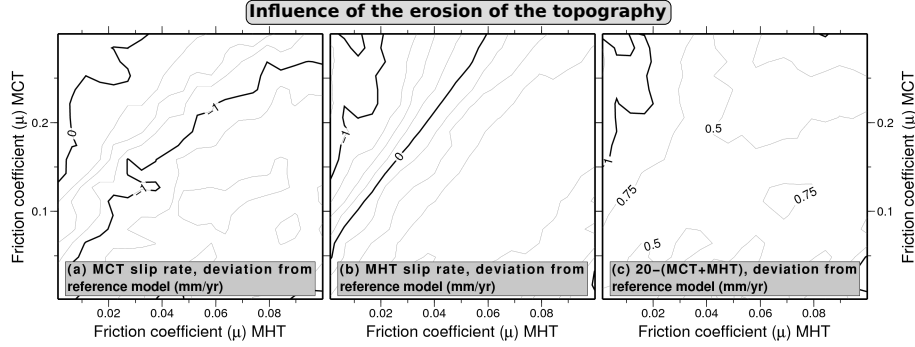 Influence of the erosion of the topography
Friction coefficient (μ) MCT
0.2
0.1
0
−1
−1
(a) MCT slip rate, deviation from
reference model (mm/yr)
0.02 0.04 0.06 0.08
Friction coefficient (μ) MHT
−1
0
(b) MHT slip rate, deviation from
reference model (mm/yr)
0.02 0.04 0.06 0.08
Friction coefficient (μ) MHT
1
0.5
0.75
0.75
0.5
(c) 20−(MCT+MHT), deviation from
reference model (mm/yr)
0.02 0.04 0.06 0.08
Friction coefficient (μ) MHT
0.2
0.1
Friction coefficient (μ) MCT